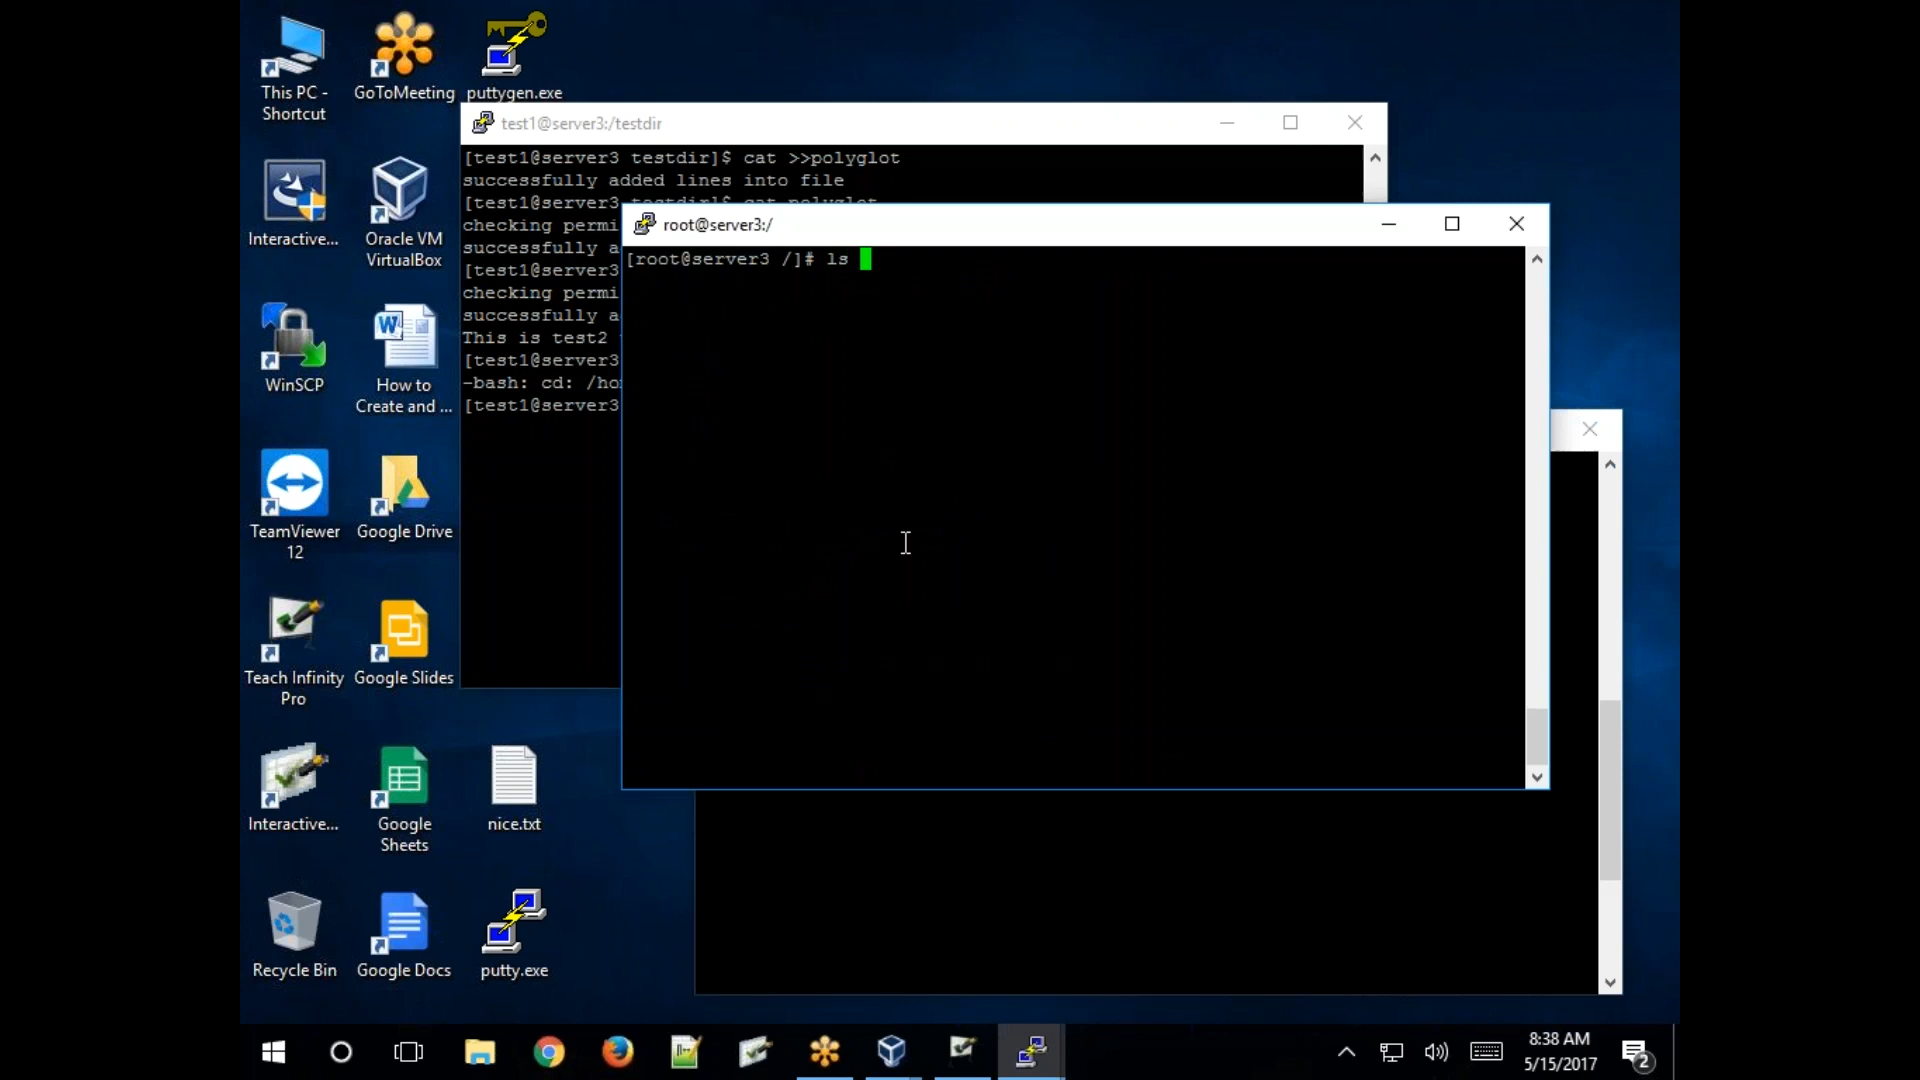 This PC -
Shortcut
GoToMeeting
puttygen.exe
Interactive...
Oracle VM
VirtualBox
WinSCP
How to
Create and ...
TeamViewer
12
Google Drive
Teach Infinity
Pro
Google Slides
Interactive...
Google
Sheets
nice.txt
Recycle Bin
Google Docs
putty.exe
test1@server3:/testdir
[test1@server3 testdir]$ cat >>polyglot
successfully added lines into file
[test1@server3 testdir]$ cat polyglot
checking permi
successfully a
[test1@server3
checking permi
successfully a
This is test2
[test1@server3
-bash: cd: /ho
[test1@server3
root@server3:/
[root@server3 /]# ls
8:38 AM
5/15/2017
2